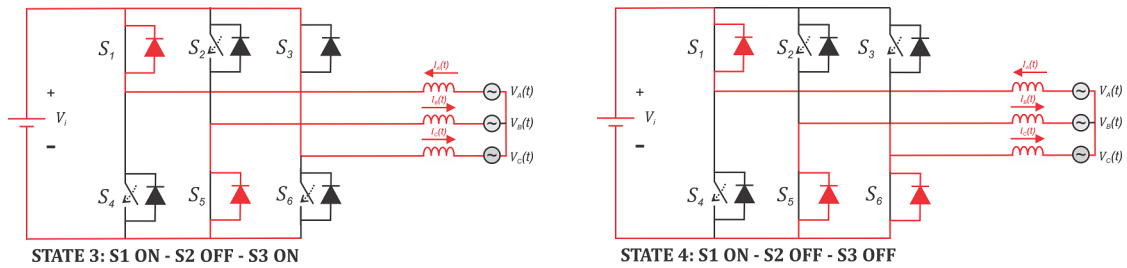 S1
S2
S3
IA(t)
VA(t)
+
Vi
IB(t)
VB(t)
IC(t)
VC(t)
-
S4
S5
S6
STATE 3: S1 ON - S2 OFF - S3 ON
S1
S2
S3
IA(t)
VA(t)
+
Vi
IB(t)
VB(t)
IC(t)
VC(t)
-
S4
S5
S6
STATE 4: S1 ON - S2 OFF - S3 OFF